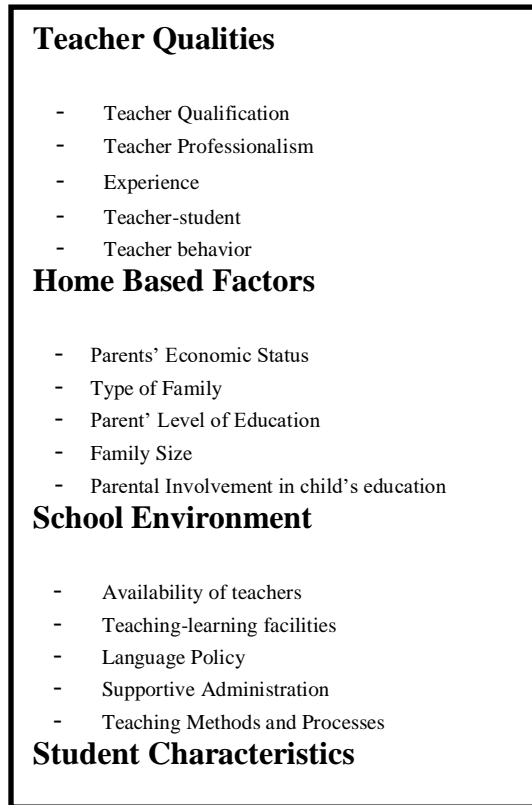 Teacher Qualities
- Teacher Qualification
- Teacher Professionalism
- Experience
- Teacher-student
- Teacher behavior
Home Based Factors
- Parents’ Economic Status
- Type of Family
- Parent’ Level of Education
- Family Size
- Parental Involvement in child’s education
School Environment
- Availability of teachers
- Teaching-learning facilities
- Language Policy
- Supportive Administration
- Teaching Methods and Processes
Student Characteristics